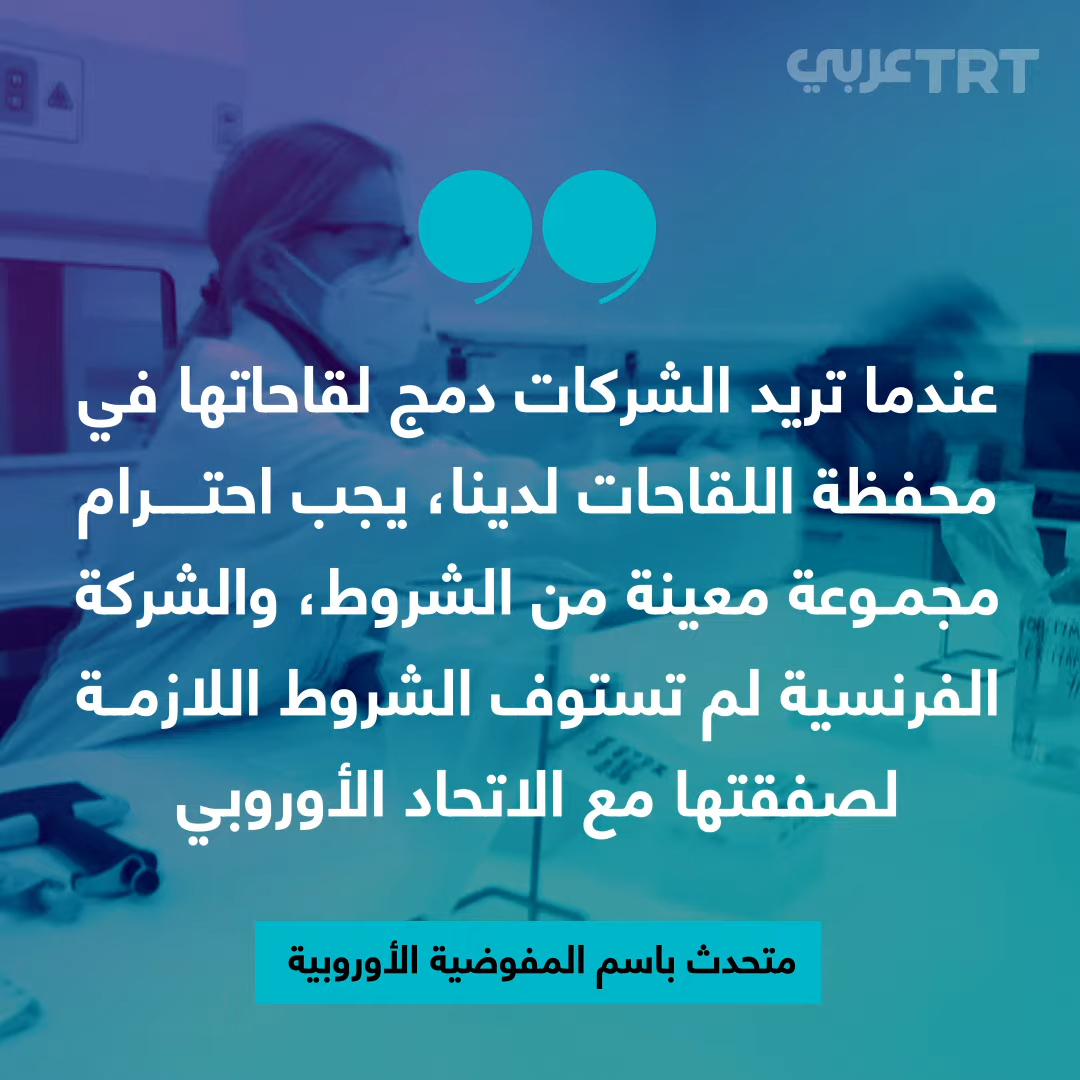 TRT عربي
عندما تريد الشركات دمج لقاحاتها في
محفظة اللقاحات لدينا، يجب احتـــرام
مجمـوعة معينة من الشروط، والشركة
الفرنسية لم تستوف الشروط اللازمـة
لصفقتها مع الاتحاد الأوروبي
متحدث باسم المفوضية الأوروبية